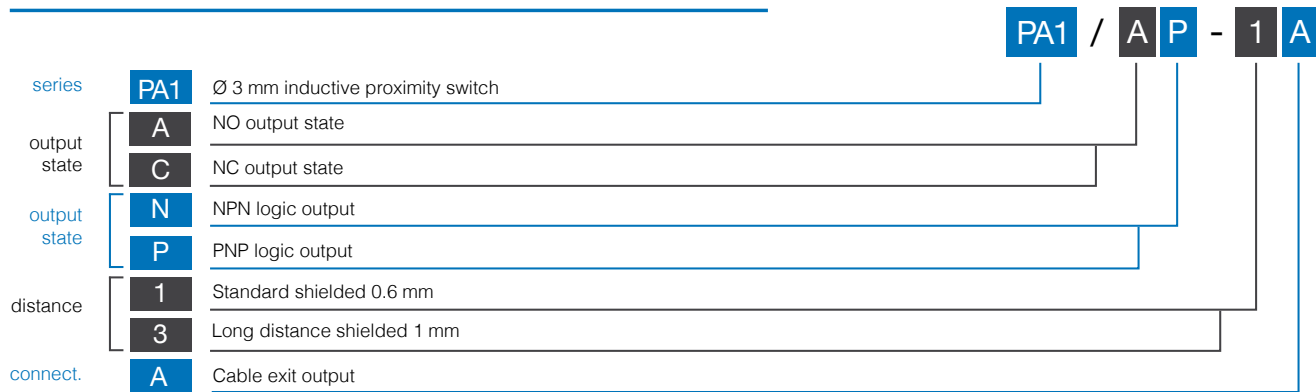 PA1 / A P - 1 A
series PA1 Ø 3 mm inductive proximity switch
output state
A NO output state
C NC output state
output state
N NPN logic output
P PNP logic output
distance
1 Standard shielded 0.6 mm
3 Long distance shielded 1 mm
connect. A Cable exit output